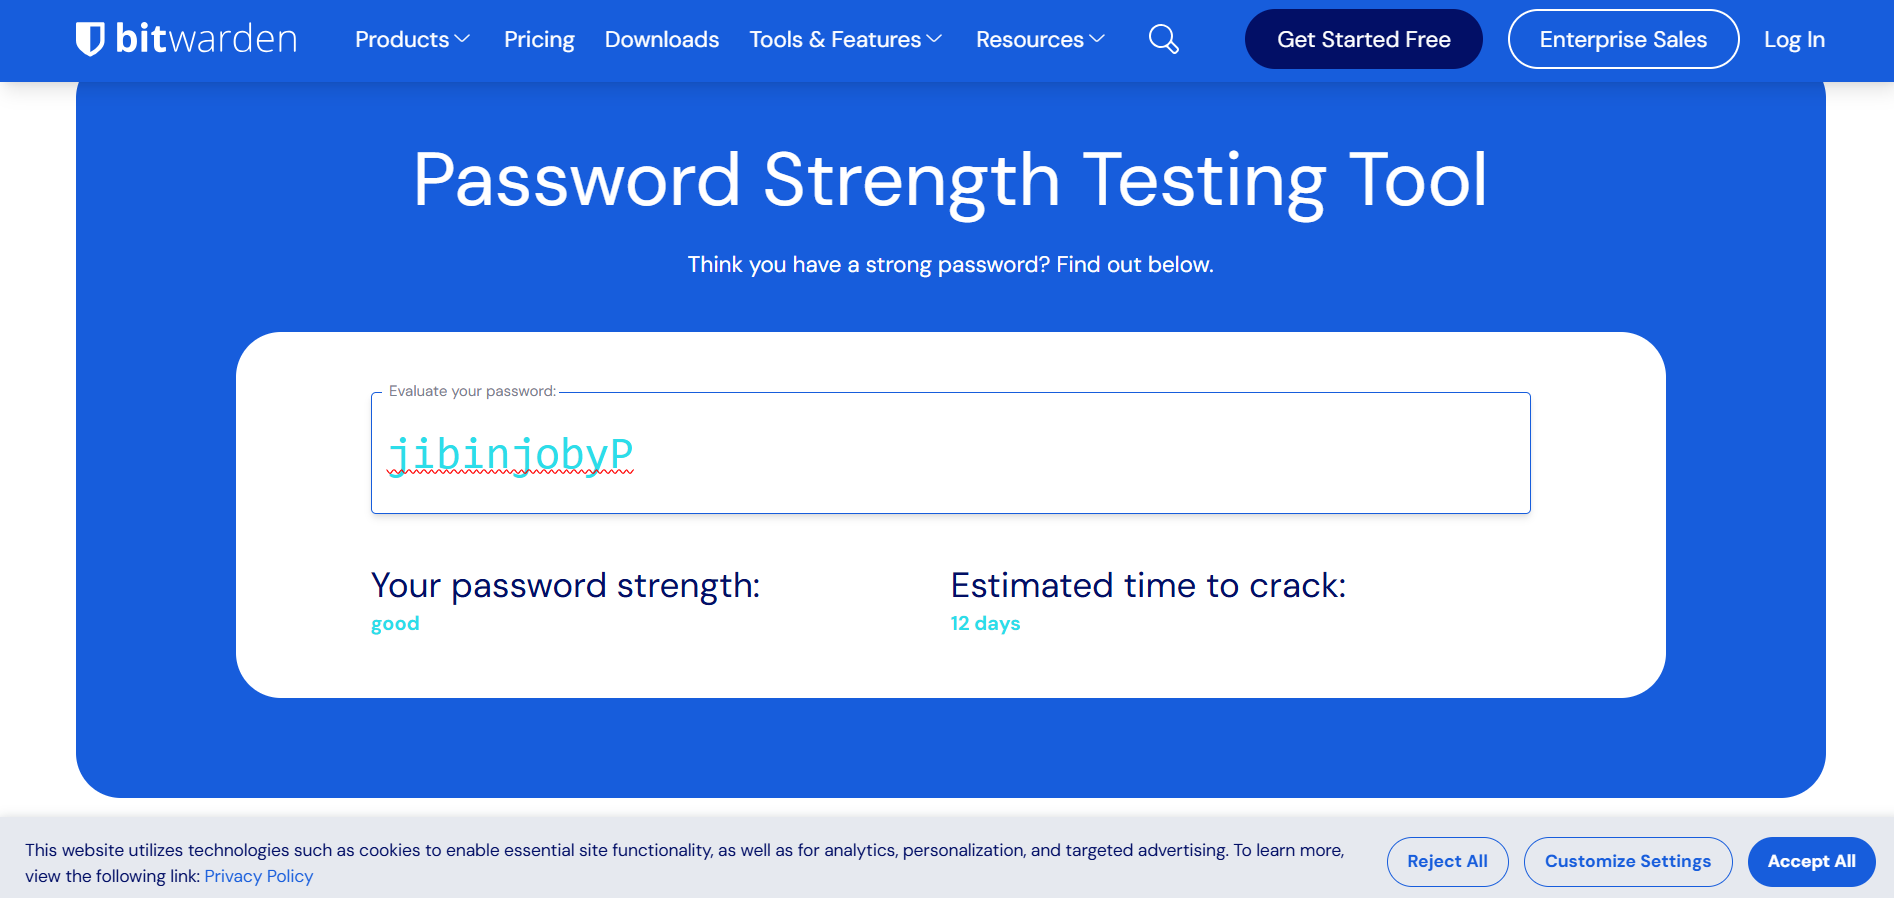 bitwarden Products Pricing Downloads Tools & Features Resources Get Started Free Enterprise Sales Log In
Password Strength Testing Tool
Think you have a strong password? Find out below.
Evaluate your password:
jibinjobyP
Your password strength: Estimated time to crack:
good 12 days
This website utilizes technologies such as cookies to enable essential site functionality, as well as for analytics, personalization, and targeted advertising. To learn more,
view the following link: Privacy Policy
Reject All Customize Settings Accept All